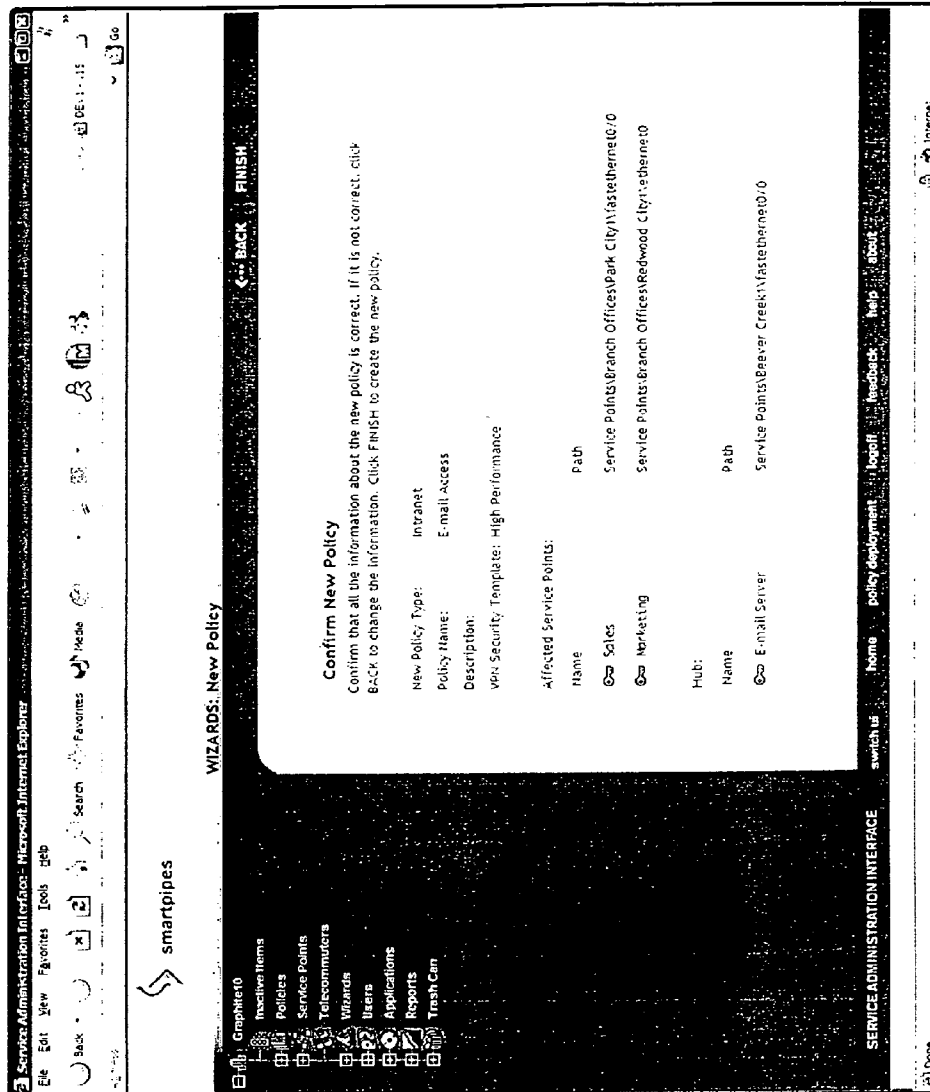 Service Administration Interface - Microsoft Internet Explorer
File Edit View Favorites Tools Help
Back Search Favorites Media
Go
smartpipes
WIZARDS: New Policy
BACK FINISH
Graphite10
Inactive Items
Policies
Service Points
Telecommuters
Wizards
Users
Applications
Reports
Trash Can
Confirm New Policy
Confirm that all the information about the new policy is correct. If it is not correct, click
BACK to change the information. Click FINISH to create the new policy.
New Policy Type: Intranet
Policy Name: E-mail Access
Description:
VPN Security Template: High Performance
Affected Service Points:
Name Path
Sales Service Points\Branch Offices\Park City1\fastethernet0/0
Marketing Service Points\Branch Offices\Redwood City1\ethernet0
Hub:
Name Path
E-mail Server Service Points\Beever Creek1\fastethernet0/0
SERVICE ADMINISTRATION INTERFACE
switch ui home policy deployment logoff feedback help about
Done Internet